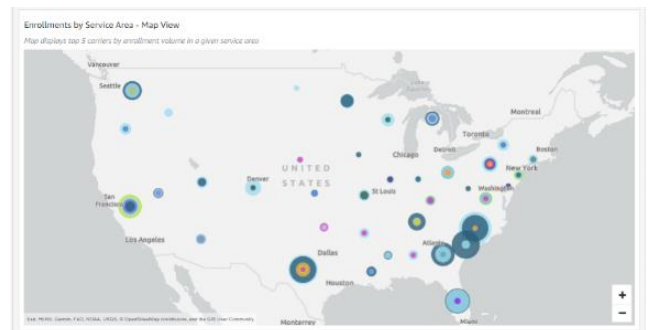 Enrollments by Service Area - Map View
Map displays top 3 carriers by enrollment volume in a given service area
Vancouver
Seattle
Montreal
Toronto
Boston
Chicago
Detroit
New York
UNITED
Denver
STATES
St Louis
Washington
San
Francisco
Los Angeles
Atlanta
Dallas
Houston
Monterrey
Miami
+
−